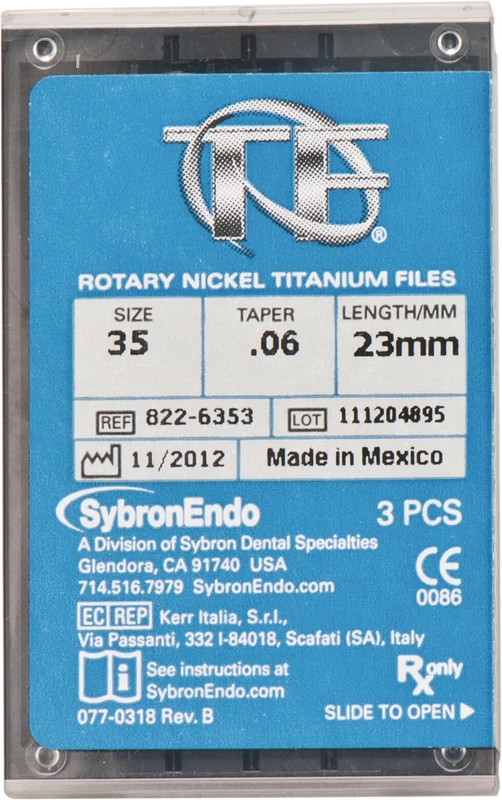 TF®
ROTARY NICKEL TITANIUM FILES
SIZE TAPER LENGTH/MM
35 .06 23mm
REF 822-6353 LOT 111204895
11/2012 Made in Mexico
SybronEndo 3 PCS
A Division of Sybron Dental Specialties
Glendora, CA 91740 USA
714.516.7979 SybronEndo.com
CE
0086
EC REP Kerr Italia, S.r.l.,
Via Passanti, 332 I-84018, Scafati (SA), Italy
i See instructions at
SybronEndo.com
Rx only
077-0318 Rev. B SLIDE TO OPEN